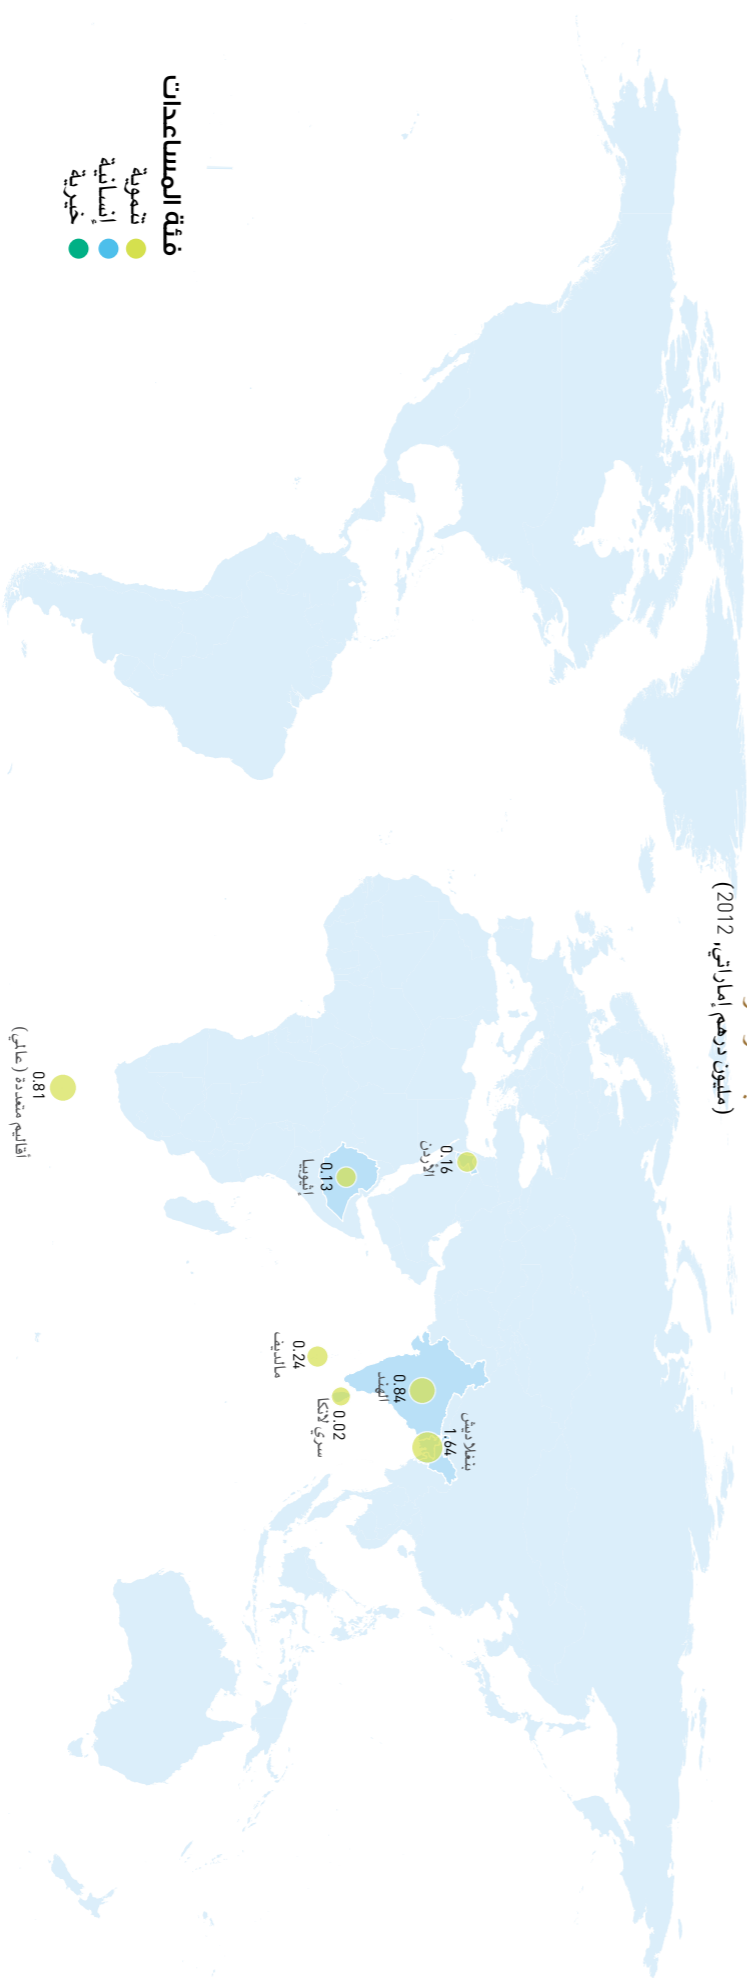 (مليون درهم إماراتي, 2012)
بنغلاديش
1.64
0.16
الأردن
0.84
الهند
0.02
سري لانكا
0.13
إثيوبيا
0.24
مالديف
0.81
أقاليم متعددة (عالمي)
فئة المساعدات
تنموية
إنسانية
خيرية